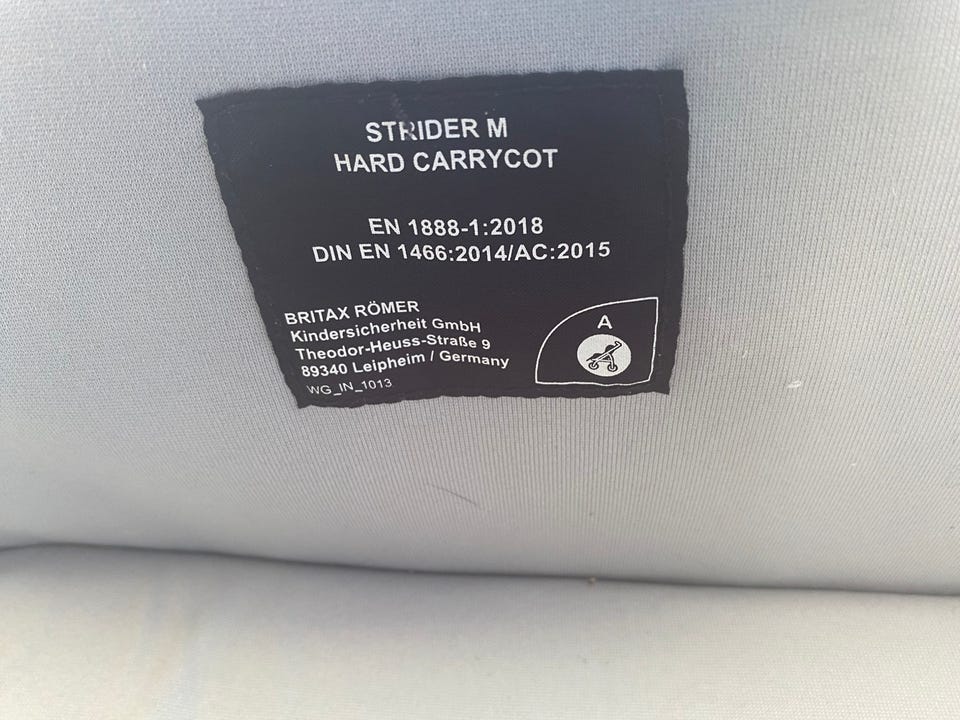 STRIDER M
HARD CARRYCOT
EN 1888-1:2018
DIN EN 1466:2014/AC:2015
BRITAX RÖMER
Kindersicherheit GmbH
Theodor-Heuss-Straße 9
89340 Leipheim / Germany
WG_IN_1013
A